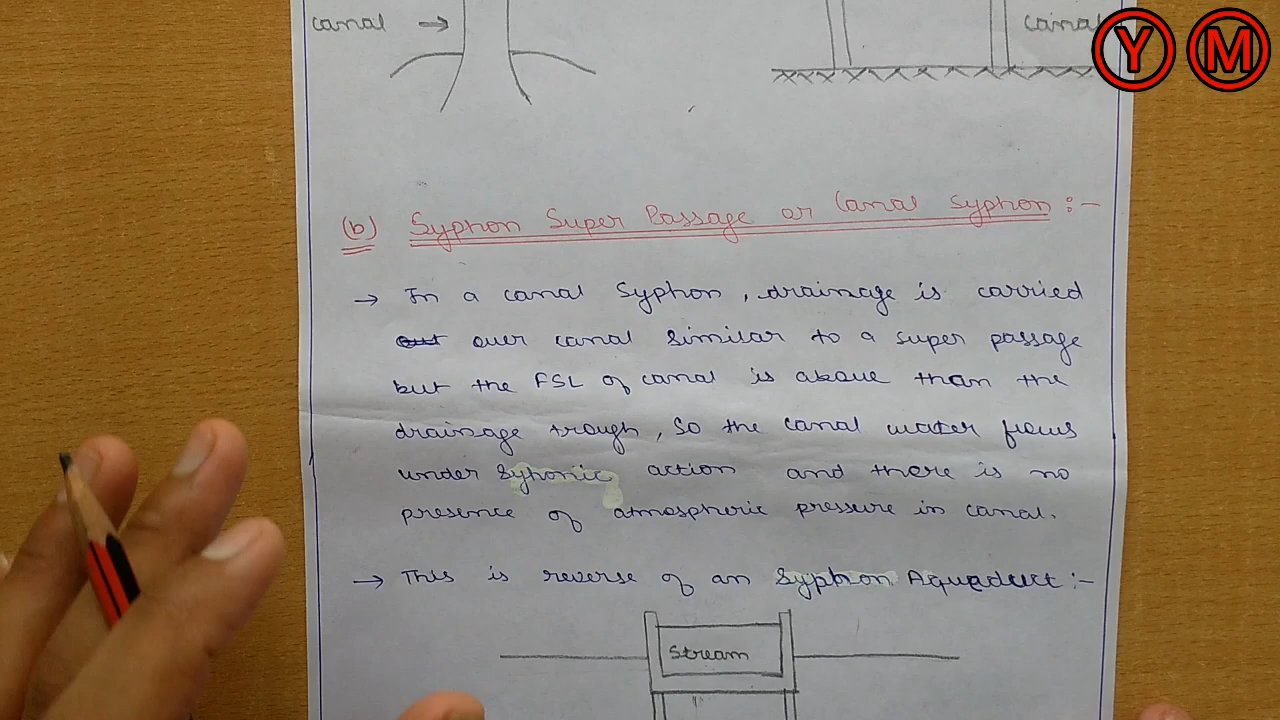 canal →
canal
Y M
(b) Syphon Super Passage or Canal Syphon :-
→ In a canal Syphon, drainage is carried
over canal similar to a super passage
but the FSL of canal is above than the
drainage trough, So the canal water flows
under Syhonic action and there is no
presence of atmospheric pressure in canal.
→ This is reverse of an Syphon Aqueduct :-
Stream